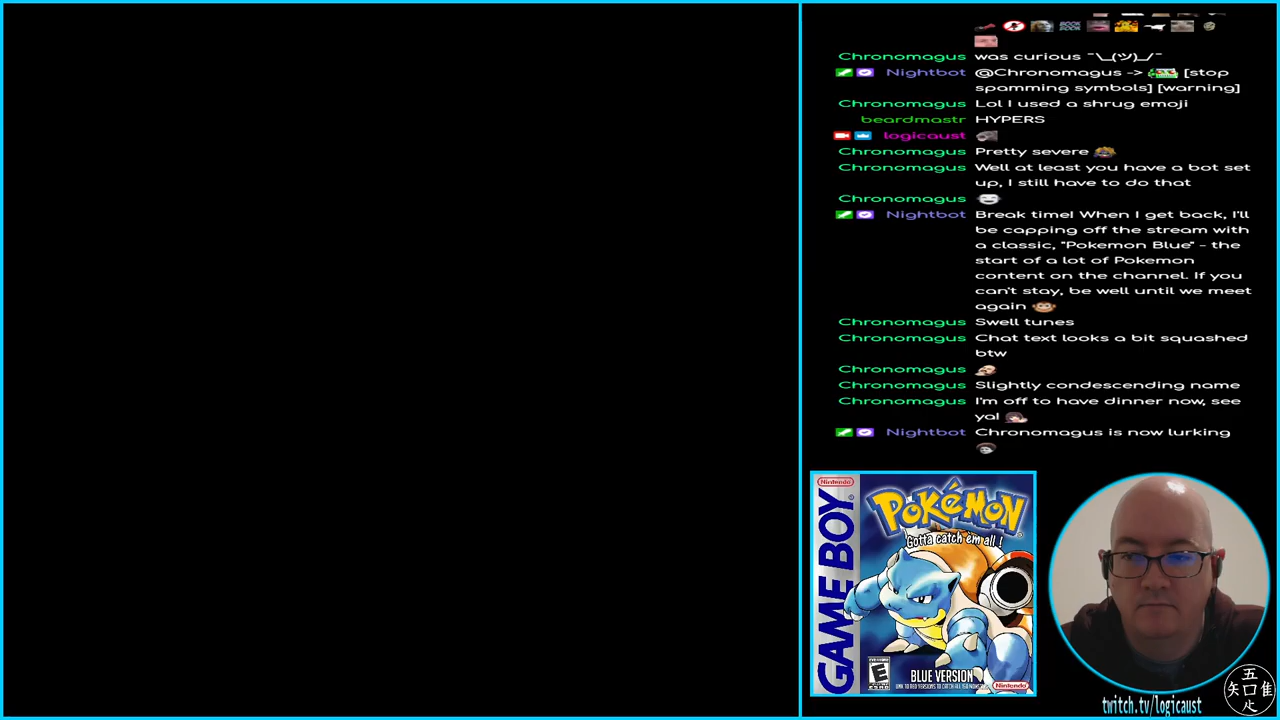 Chronomagus was curious ¯\_(ツ)_/¯
Nightbot @Chronomagus -> [stop
spamming symbols] [warning]
Chronomagus Lol I used a shrug emoji
beardmastr HYPERS
logicaust
Chronomagus Pretty severe
Chronomagus Well at least you have a bot set
up, I still have to do that
Chronomagus
Nightbot Break time! When I get back, I'll
be capping off the stream with
a classic, "Pokemon Blue" - the
start of a lot of Pokemon
content on the channel. If you
can't stay, be well until we meet
again
Chronomagus Swell tunes
Chronomagus Chat text looks a bit squashed
btw
Chronomagus
Chronomagus Slightly condescending name
Chronomagus I'm off to have dinner now, see
ya!
Nightbot Chronomagus is now lurking
Nintendo
GAME BOY
POKéMON
Gotta catch 'em all!
E
BLUE VERSION
Nintendo
twitch.tv/logicaust
五
矢口隹
止